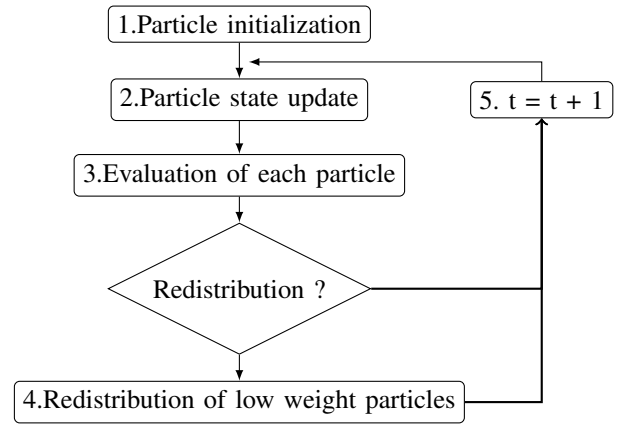 1.Particle initialization
2.Particle state update
5. t = t + 1
3.Evaluation of each particle
Redistribution ?
4.Redistribution of low weight particles